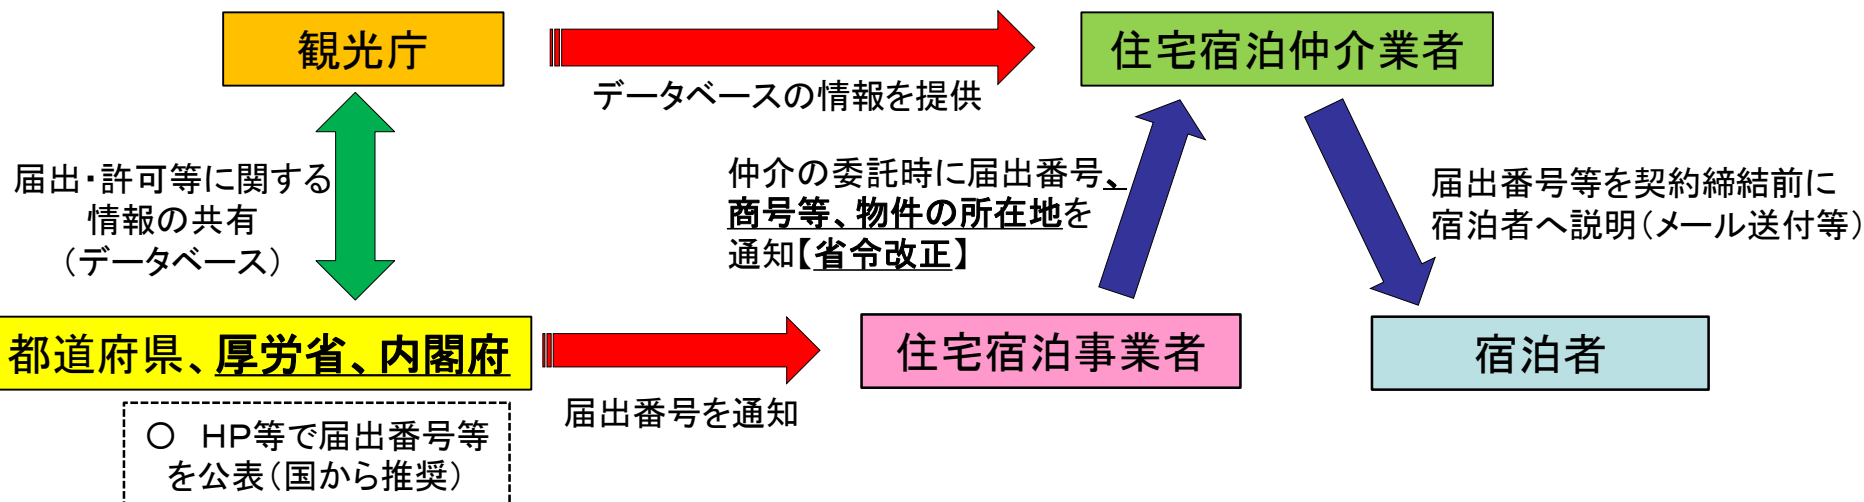 観光庁
住宅宿泊仲介業者
データベースの情報を提供
届出・許可等に関する
情報の共有
（データベース）
仲介の委託時に届出番号、
商号等、物件の所在地を
通知【省令改正】
届出番号等を契約締結前に
宿泊者へ説明（メール送付等）
都道府県、厚労省、内閣府
住宅宿泊事業者
宿泊者
届出番号を通知
○　HP等で届出番号等
を公表（国から推奨）